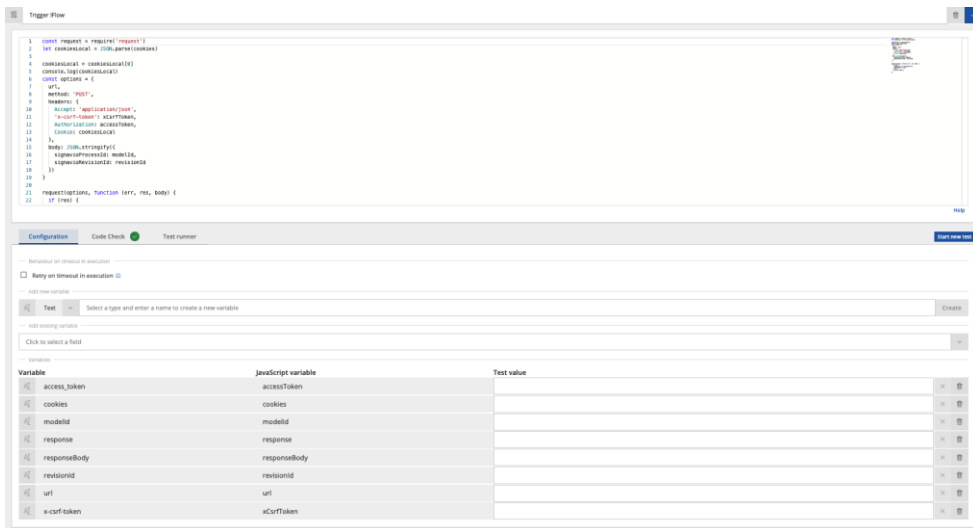 Trigger IFlow
1 const request = require('request')
2 let cookiesLocal = JSON.parse(cookies)
3
4 cookiesLocal = cookiesLocal[0]
5 console.log(cookiesLocal)
6 const options = {
7 url,
8 method: 'POST',
9 headers: {
10 Accept: 'application/json',
11 'x-csrf-token': xCsrfToken,
12 Authorization: accessToken,
13 Cookie: cookiesLocal
14 },
15 body: JSON.stringify({
16 signavioProcessId: modelId,
17 signavioRevisionId: revisionId
18 })
19 }
20
21 request(options, function (err, res, body) {
22 if (res) {
Help
Configuration Code Check Test runner Start new test
Behaviour on timeout in execution
Retry on timeout in execution
Add new variable
Text Select a type and enter a name to create a new variable Create
Add existing variable
Click to select a field
Variables
Variable JavaScript variable Test value
access_token accessToken
cookies cookies
modelId modelId
response response
responseBody responseBody
revisionId revisionId
url url
x-csrf-token xCsrfToken